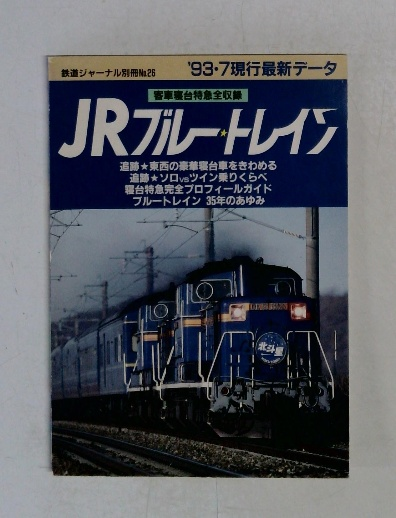 鉄道ジャーナル別冊No.26
'93・7現行最新データ
客車寝台特急全収録
JRブルートレイン
追跡★東西の豪華寝台車をきわめる
追跡★ソロvsツイン乗りくらべ
寝台特急完全プロフィールガイド
ブルートレイン 35年のあゆみ
北斗星